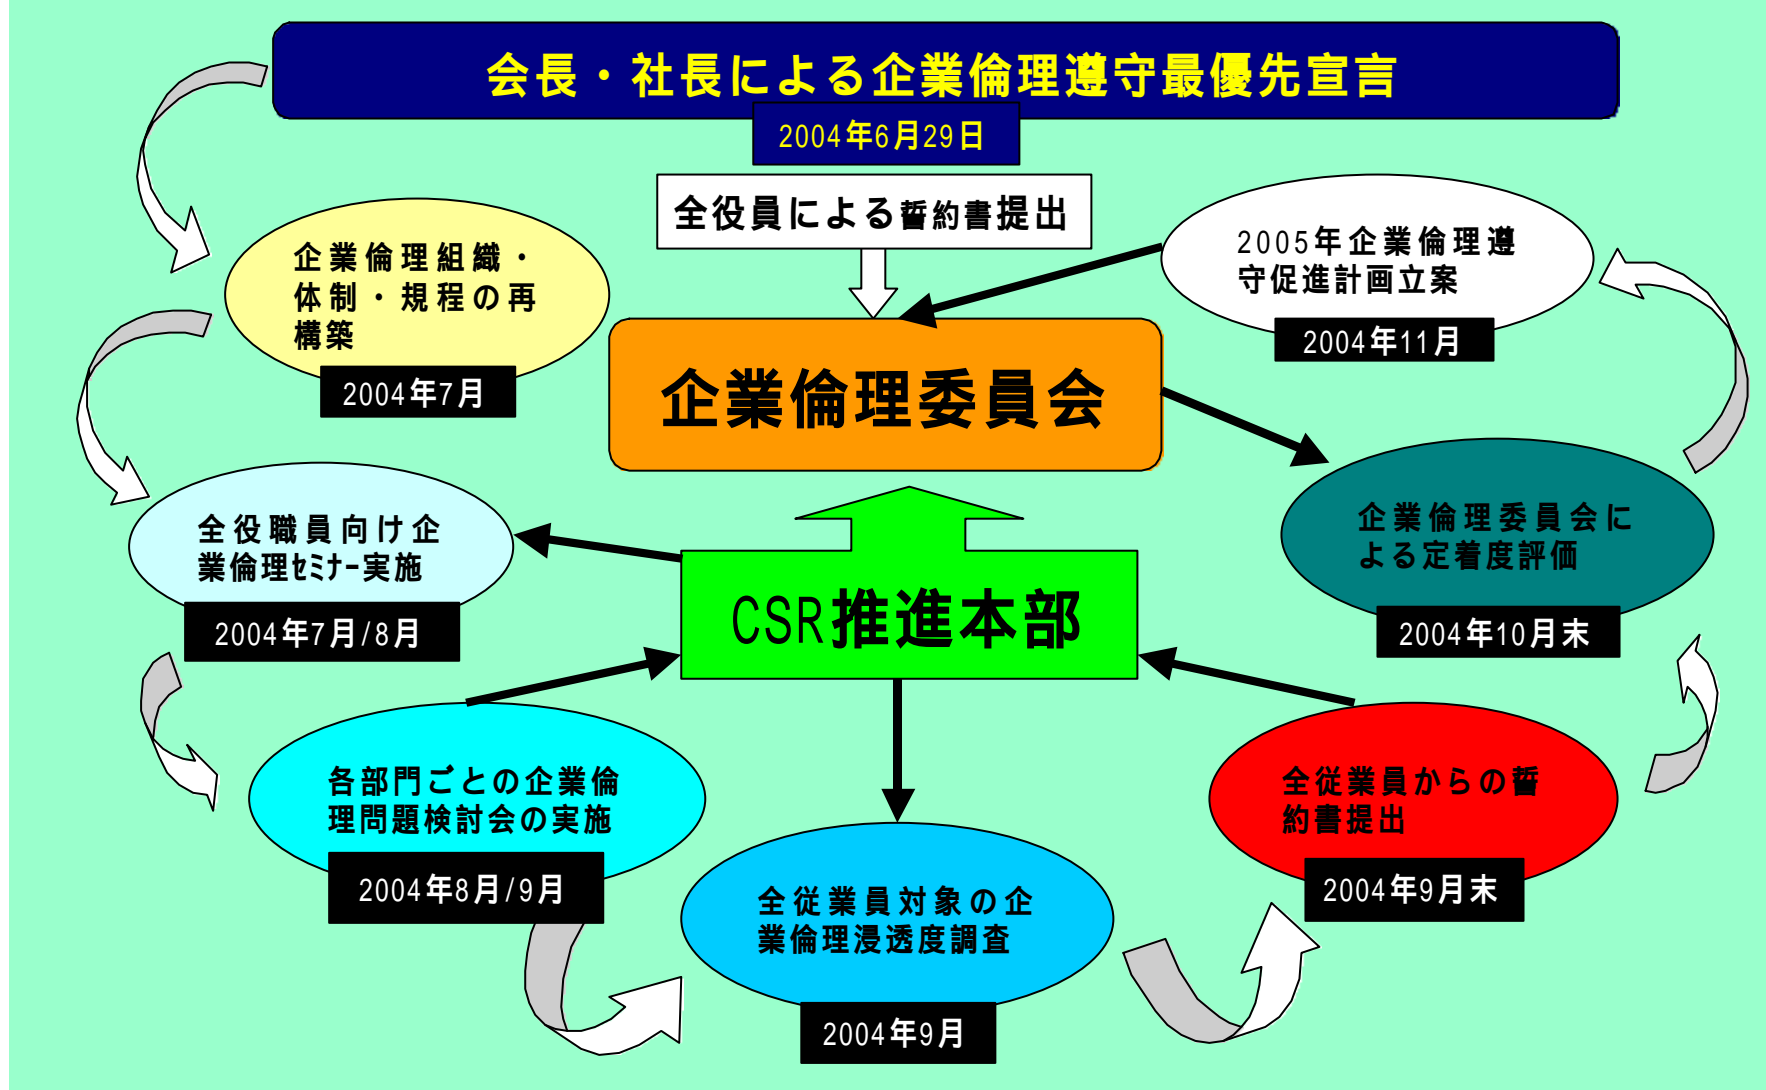 会長・社長による企業倫理遵守最優先宣言
2004年6月29日
全役員による誓約書提出
企業倫理組織・
体制・規程の再
構築
2004年7月
2005年企業倫理遵
守促進計画立案
2004年11月
企業倫理委員会
全役職員向け企
業倫理ｾﾐﾅｰ実施
2004年7月/8月
企業倫理委員会に
よる定着度評価
2004年10月末
CSR推進本部
各部門ごとの企業倫
理問題検討会の実施
2004年8月/9月
全従業員からの誓
約書提出
2004年9月末
全従業員対象の企
業倫理浸透度調査
2004年9月